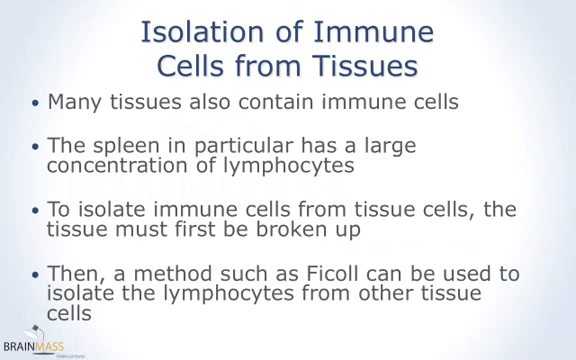 Isolation of Immune
Cells from Tissues
• Many tissues also contain immune cells
• The spleen in particular has a large
concentration of lymphocytes
• To isolate immune cells from tissue cells, the
tissue must first be broken up
• Then, a method such as Ficoll can be used to
isolate the lymphocytes from other tissue
cells
BRAINMASS
Video Lectures